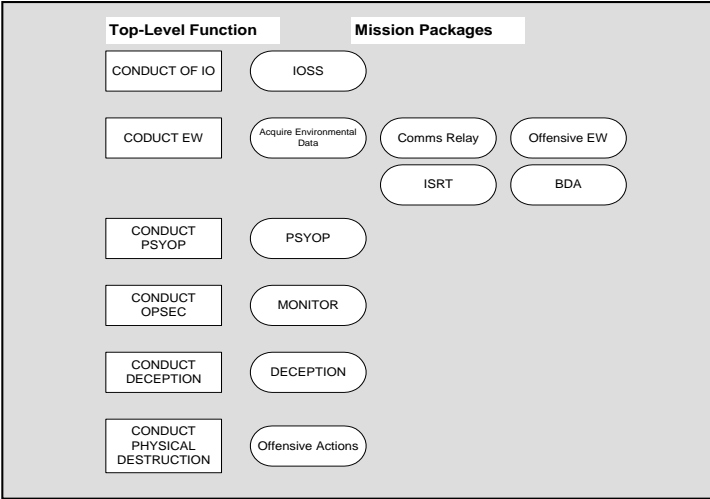 Top-Level Function Mission Packages
CONDUCT OF IO IOSS
CODUCT EW Acquire Environmental
Data Comms Relay Offensive EW
ISRT BDA
CONDUCT
PSYOP PSYOP
CONDUCT
OPSEC MONITOR
CONDUCT
DECEPTION DECEPTION
CONDUCT
PHYSICAL
DESTRUCTION Offensive Actions